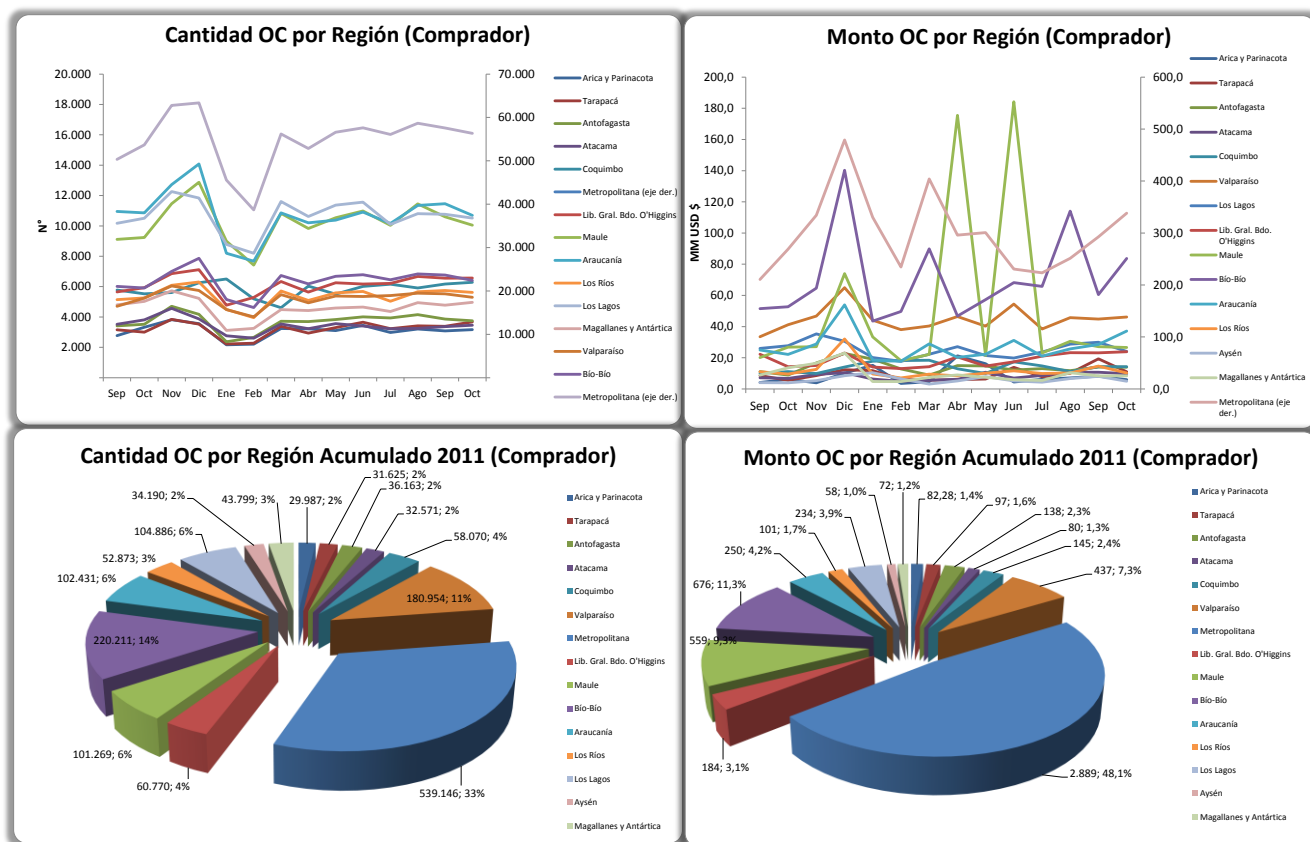 Cantidad OC por Región (Comprador)
20.000
18.000
16.000
14.000
12.000
10.000
8.000
6.000
4.000
2.000
N°
70.000
60.000
50.000
40.000
30.000
20.000
10.000
Sep Oct Nov Dic Ene Feb Mar Abr May Jun Jul Ago Sep Oct
Arica y Parinacota
Tarapacá
Antofagasta
Atacama
Coquimbo
Metropolitana (eje der.)
Lib. Gral. Bdo. O'Higgins
Maule
Araucanía
Los Ríos
Los Lagos
Magallanes y Antártica
Valparaíso
Bío-Bío
Metropolitana (eje der.)
Monto OC por Región (Comprador)
200,0
180,0
160,0
140,0
120,0
100,0
80,0
60,0
40,0
20,0
0,0
MM USD $
600,0
500,0
400,0
300,0
200,0
100,0
0,0
Sep Oct Nov Dic Ene Feb Mar Abr May Jun Jul Ago Sep Oct
Arica y Parinacota
Tarapacá
Antofagasta
Atacama
Coquimbo
Valparaíso
Los Lagos
Lib. Gral. Bdo.
O'Higgins
Maule
Bío-Bío
Araucanía
Los Ríos
Aysén
Magallanes y Antártica
Metropolitana (eje
der.)
Cantidad OC por Región Acumulado 2011 (Comprador)
29.987; 2%
31.625; 2%
36.163; 2%
32.571; 2%
58.070; 4%
180.954; 11%
539.146; 33%
60.770; 4%
101.269; 6%
220.211; 14%
102.431; 6%
52.873; 3%
104.886; 6%
34.190; 2%
43.799; 3%
Arica y Parinacota
Tarapacá
Antofagasta
Atacama
Coquimbo
Valparaíso
Metropolitana
Lib. Gral. Bdo. O'Higgins
Maule
Bío-Bío
Araucanía
Los Ríos
Los Lagos
Aysén
Magallanes y Antártica
Monto OC por Región Acumulado 2011 (Comprador)
82,28; 1,4%
97; 1,6%
138; 2,3%
80; 1,3%
145; 2,4%
437; 7,3%
2.889; 48,1%
184; 3,1%
559; 9,3%
676; 11,3%
250; 4,2%
101; 1,7%
234; 3,9%
58; 1,0%
72; 1,2%
Arica y Parinacota
Tarapacá
Antofagasta
Atacama
Coquimbo
Valparaíso
Metropolitana
Lib. Gral. Bdo. O'Higgins
Maule
Bío-Bío
Araucanía
Los Ríos
Los Lagos
Aysén
Magallanes y Antártica